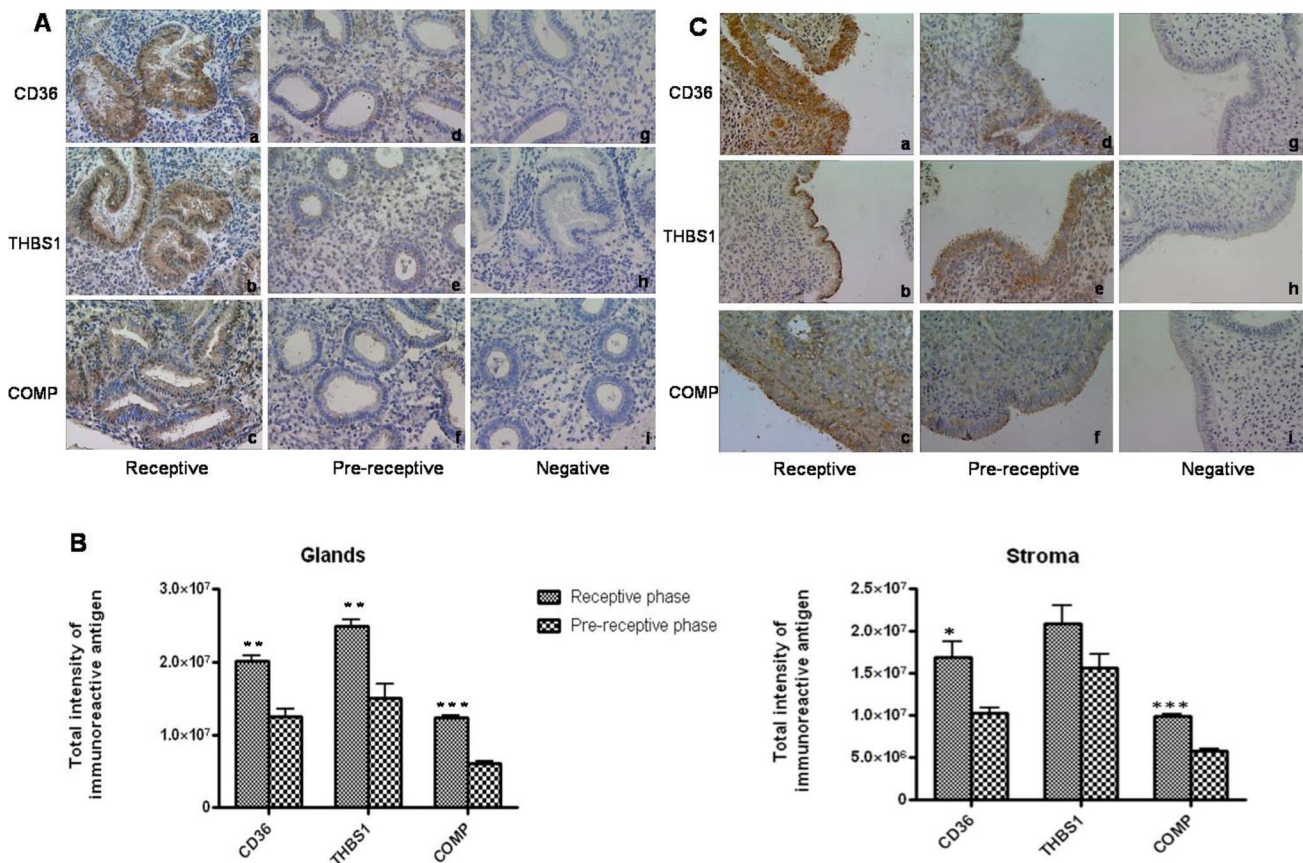 A
CD36
a
d
g
THBS1
b
e
h
COMP
c
f
i
Receptive
Pre-receptive
Negative
C
CD36
a
d
g
THBS1
b
e
h
COMP
c
f
i
Receptive
Pre-receptive
Negative
B
Glands
Total intensity of
immunoreactive antigen
3.0×10⁷
2.0×10⁷
1.0×10⁷
0
**
**
***
CD36
THBS1
COMP
Receptive phase
Pre-receptive phase
Stroma
Total intensity of
immunoreactive antigen
2.5×10⁷
2.0×10⁷
1.5×10⁷
1.0×10⁷
5.0×10⁶
0
*
***
CD36
THBS1
COMP